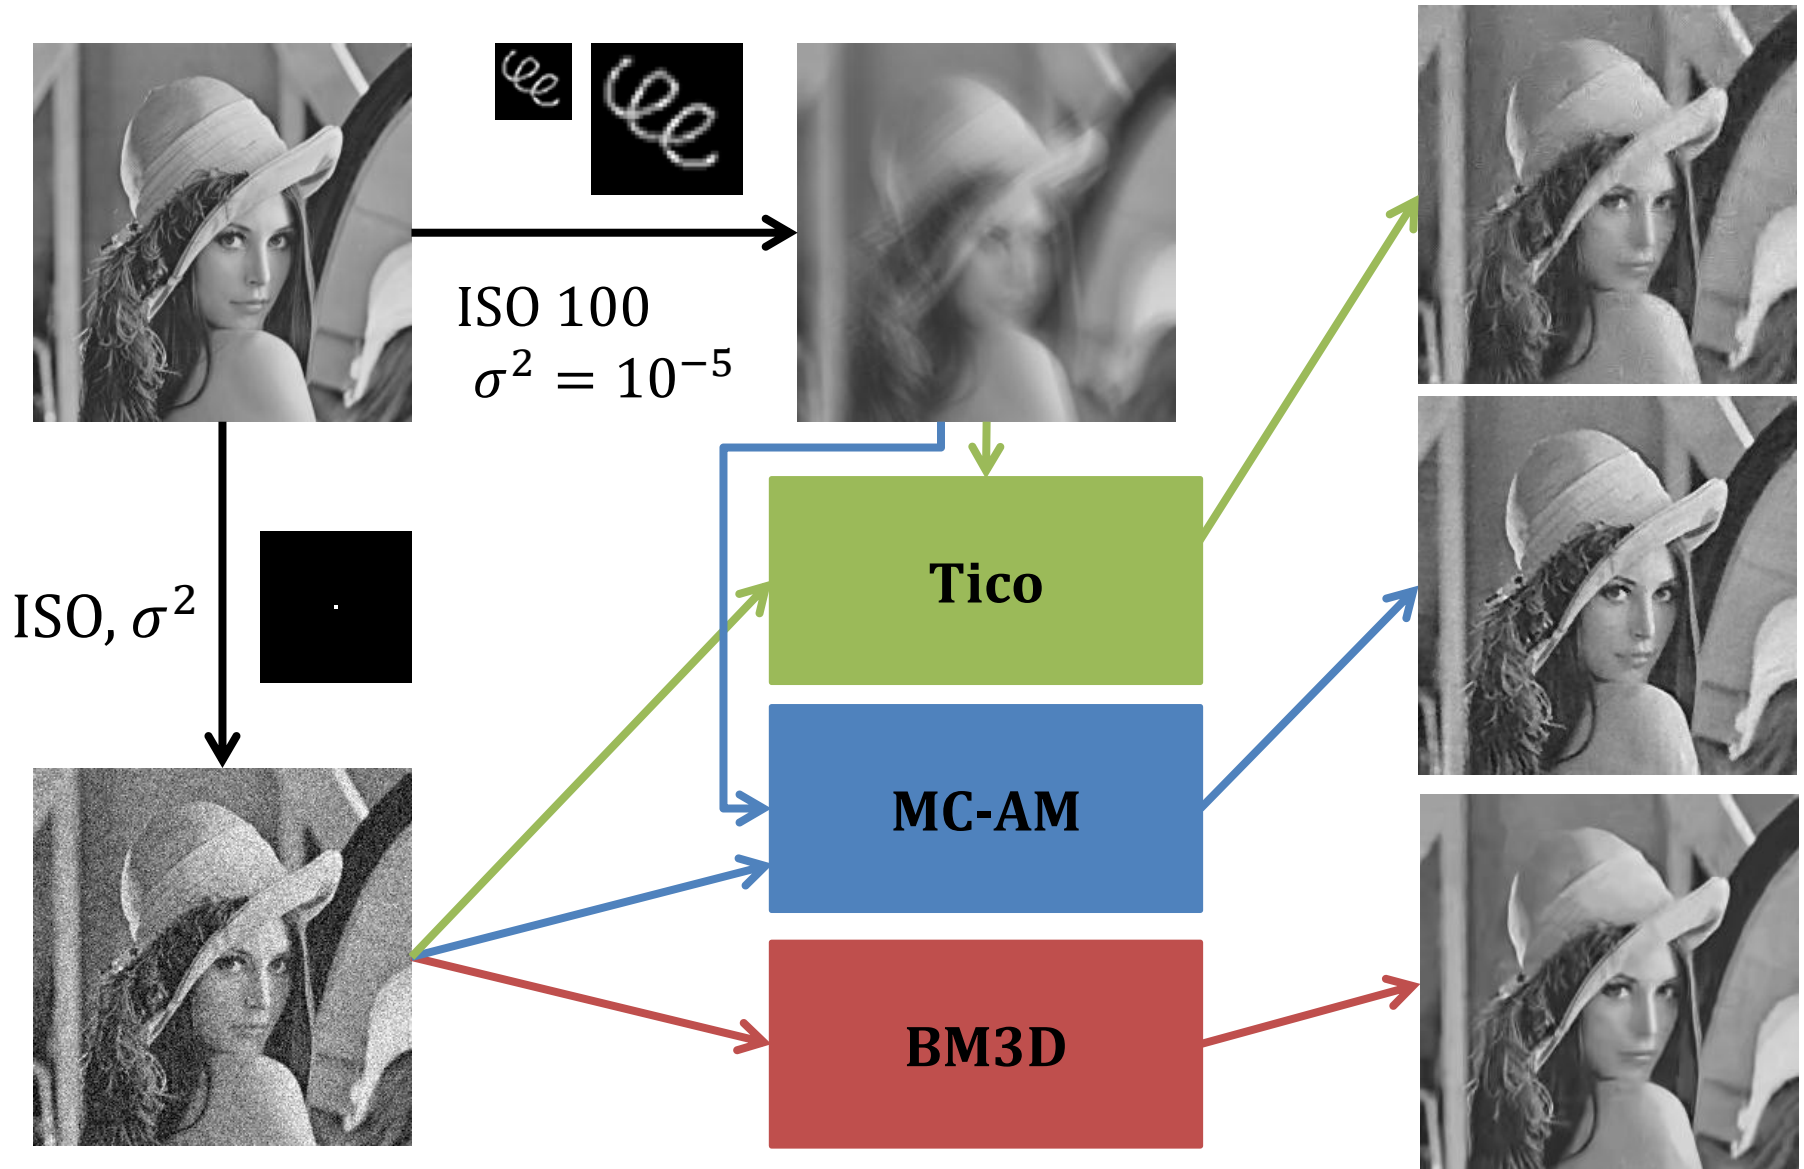 ISO 100
σ² = 10⁻⁵
ISO, σ²
Tico
MC-AM
BM3D